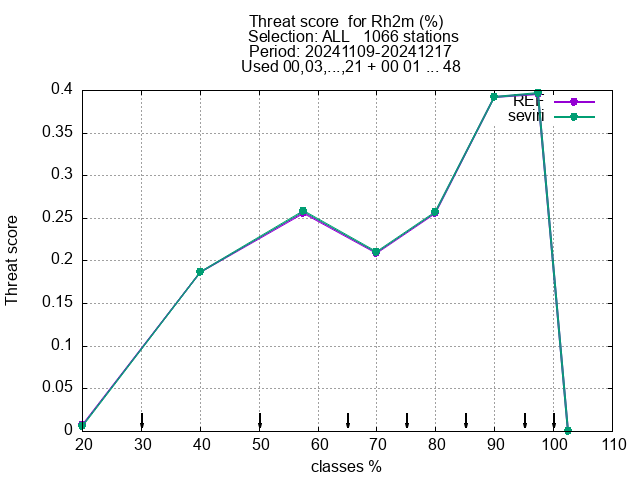 Threat score  for Rh2m (%)
Selection: ALL   1066 stations
Period: 20241109-20241217
Used 00,03,...,21 + 00 01 ... 48
REF
seviri
0.4
0.35
0.3
0.25
0.2
0.15
0.1
0.05
0
Threat score
20 30 40 50 60 70 80 90 100 110
classes %